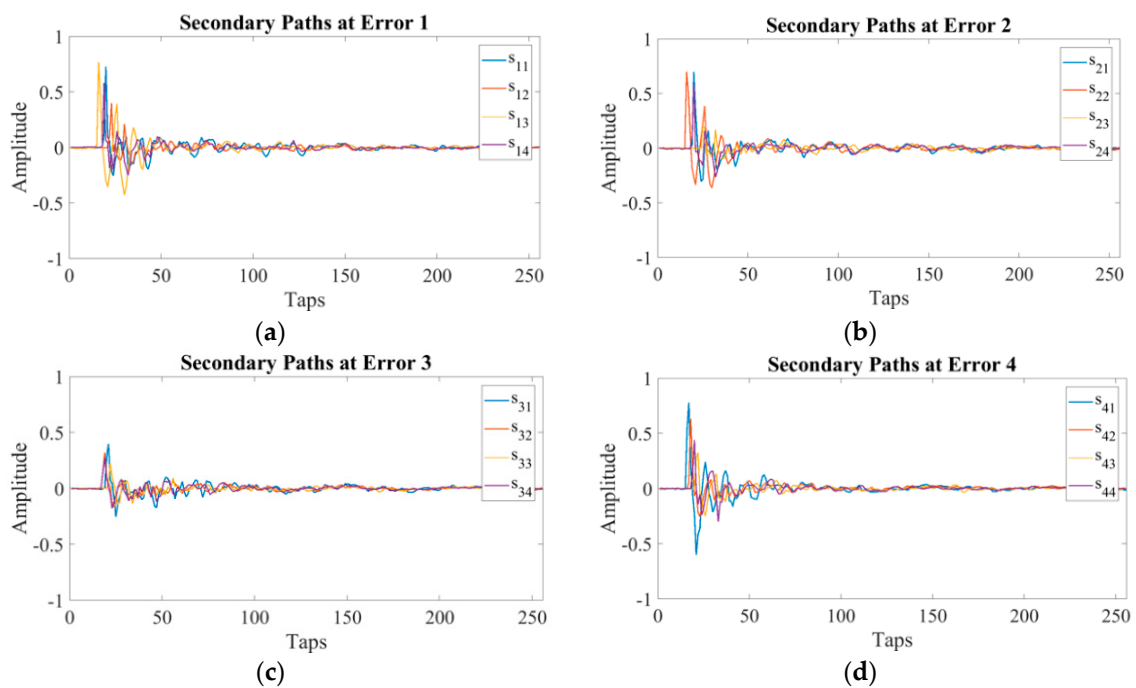 Secondary Paths at Error 1
1
0.5
0
-0.5
-1
Amplitude
0 50 100 150 200 250
Taps
s11
s12
s13
s14
(a)
Secondary Paths at Error 2
1
0.5
0
-0.5
-1
Amplitude
0 50 100 150 200 250
Taps
s21
s22
s23
s24
(b)
Secondary Paths at Error 3
1
0.5
0
-0.5
-1
Amplitude
0 50 100 150 200 250
Taps
s31
s32
s33
s34
(c)
Secondary Paths at Error 4
1
0.5
0
-0.5
-1
Amplitude
0 50 100 150 200 250
Taps
s41
s42
s43
s44
(d)